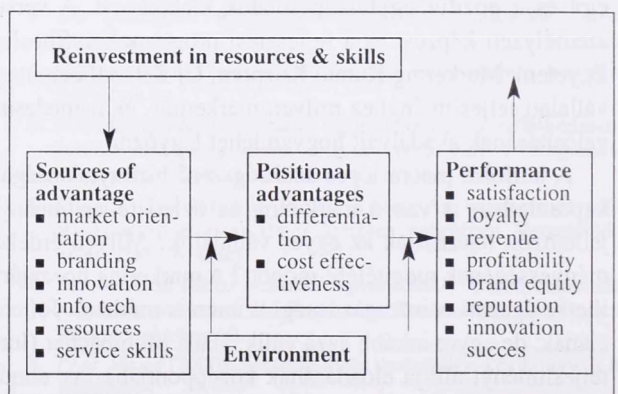 Reinvestment in resources & skills
Sources of
advantage
■ market orien-
tation
■ branding
■ innovation
■ info tech
■ resources
■ service skills
Positional
advantages
■ differentia-
tion
■ cost effec-
tiveness
Performance
■ satisfaction
■ loyalty
■ revenue
■ profitability
■ brand equity
■ reputation
■ innovation
succes
Environment